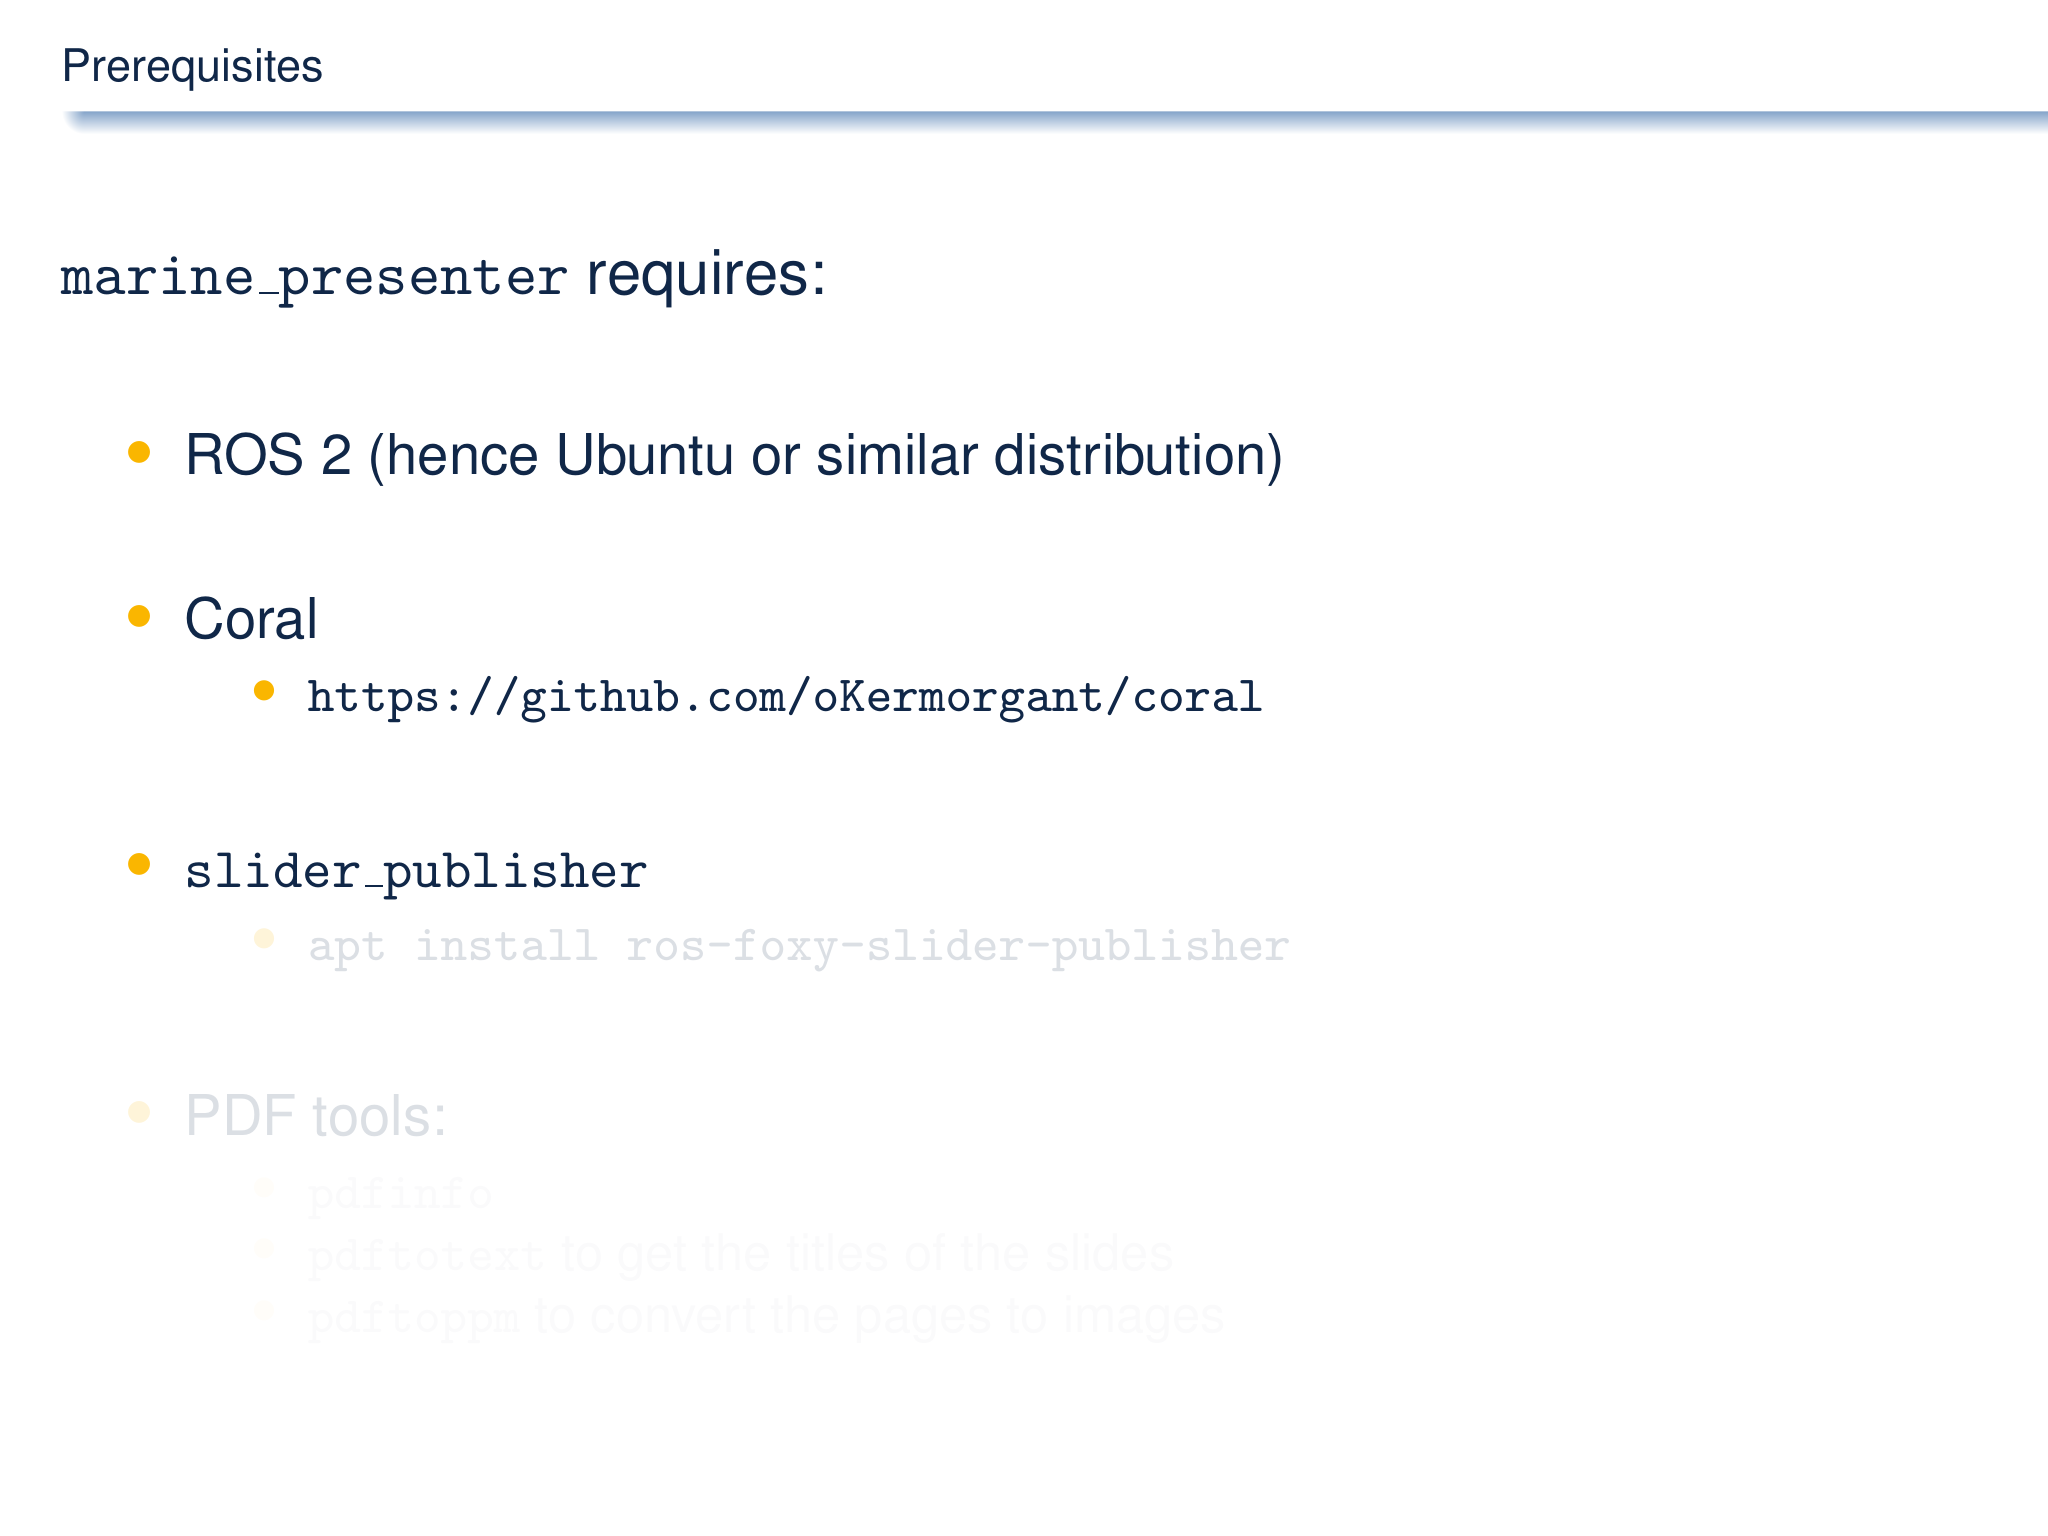 Prerequisites
marine_presenter requires:
ROS 2 (hence Ubuntu or similar distribution)
Coral
https://github.com/oKermorgant/coral
slider_publisher
apt install ros-foxy-slider-publisher
PDF tools:
pdfinfo
pdftotext to get the titles of the slides
pdftoppm to convert the pages to images